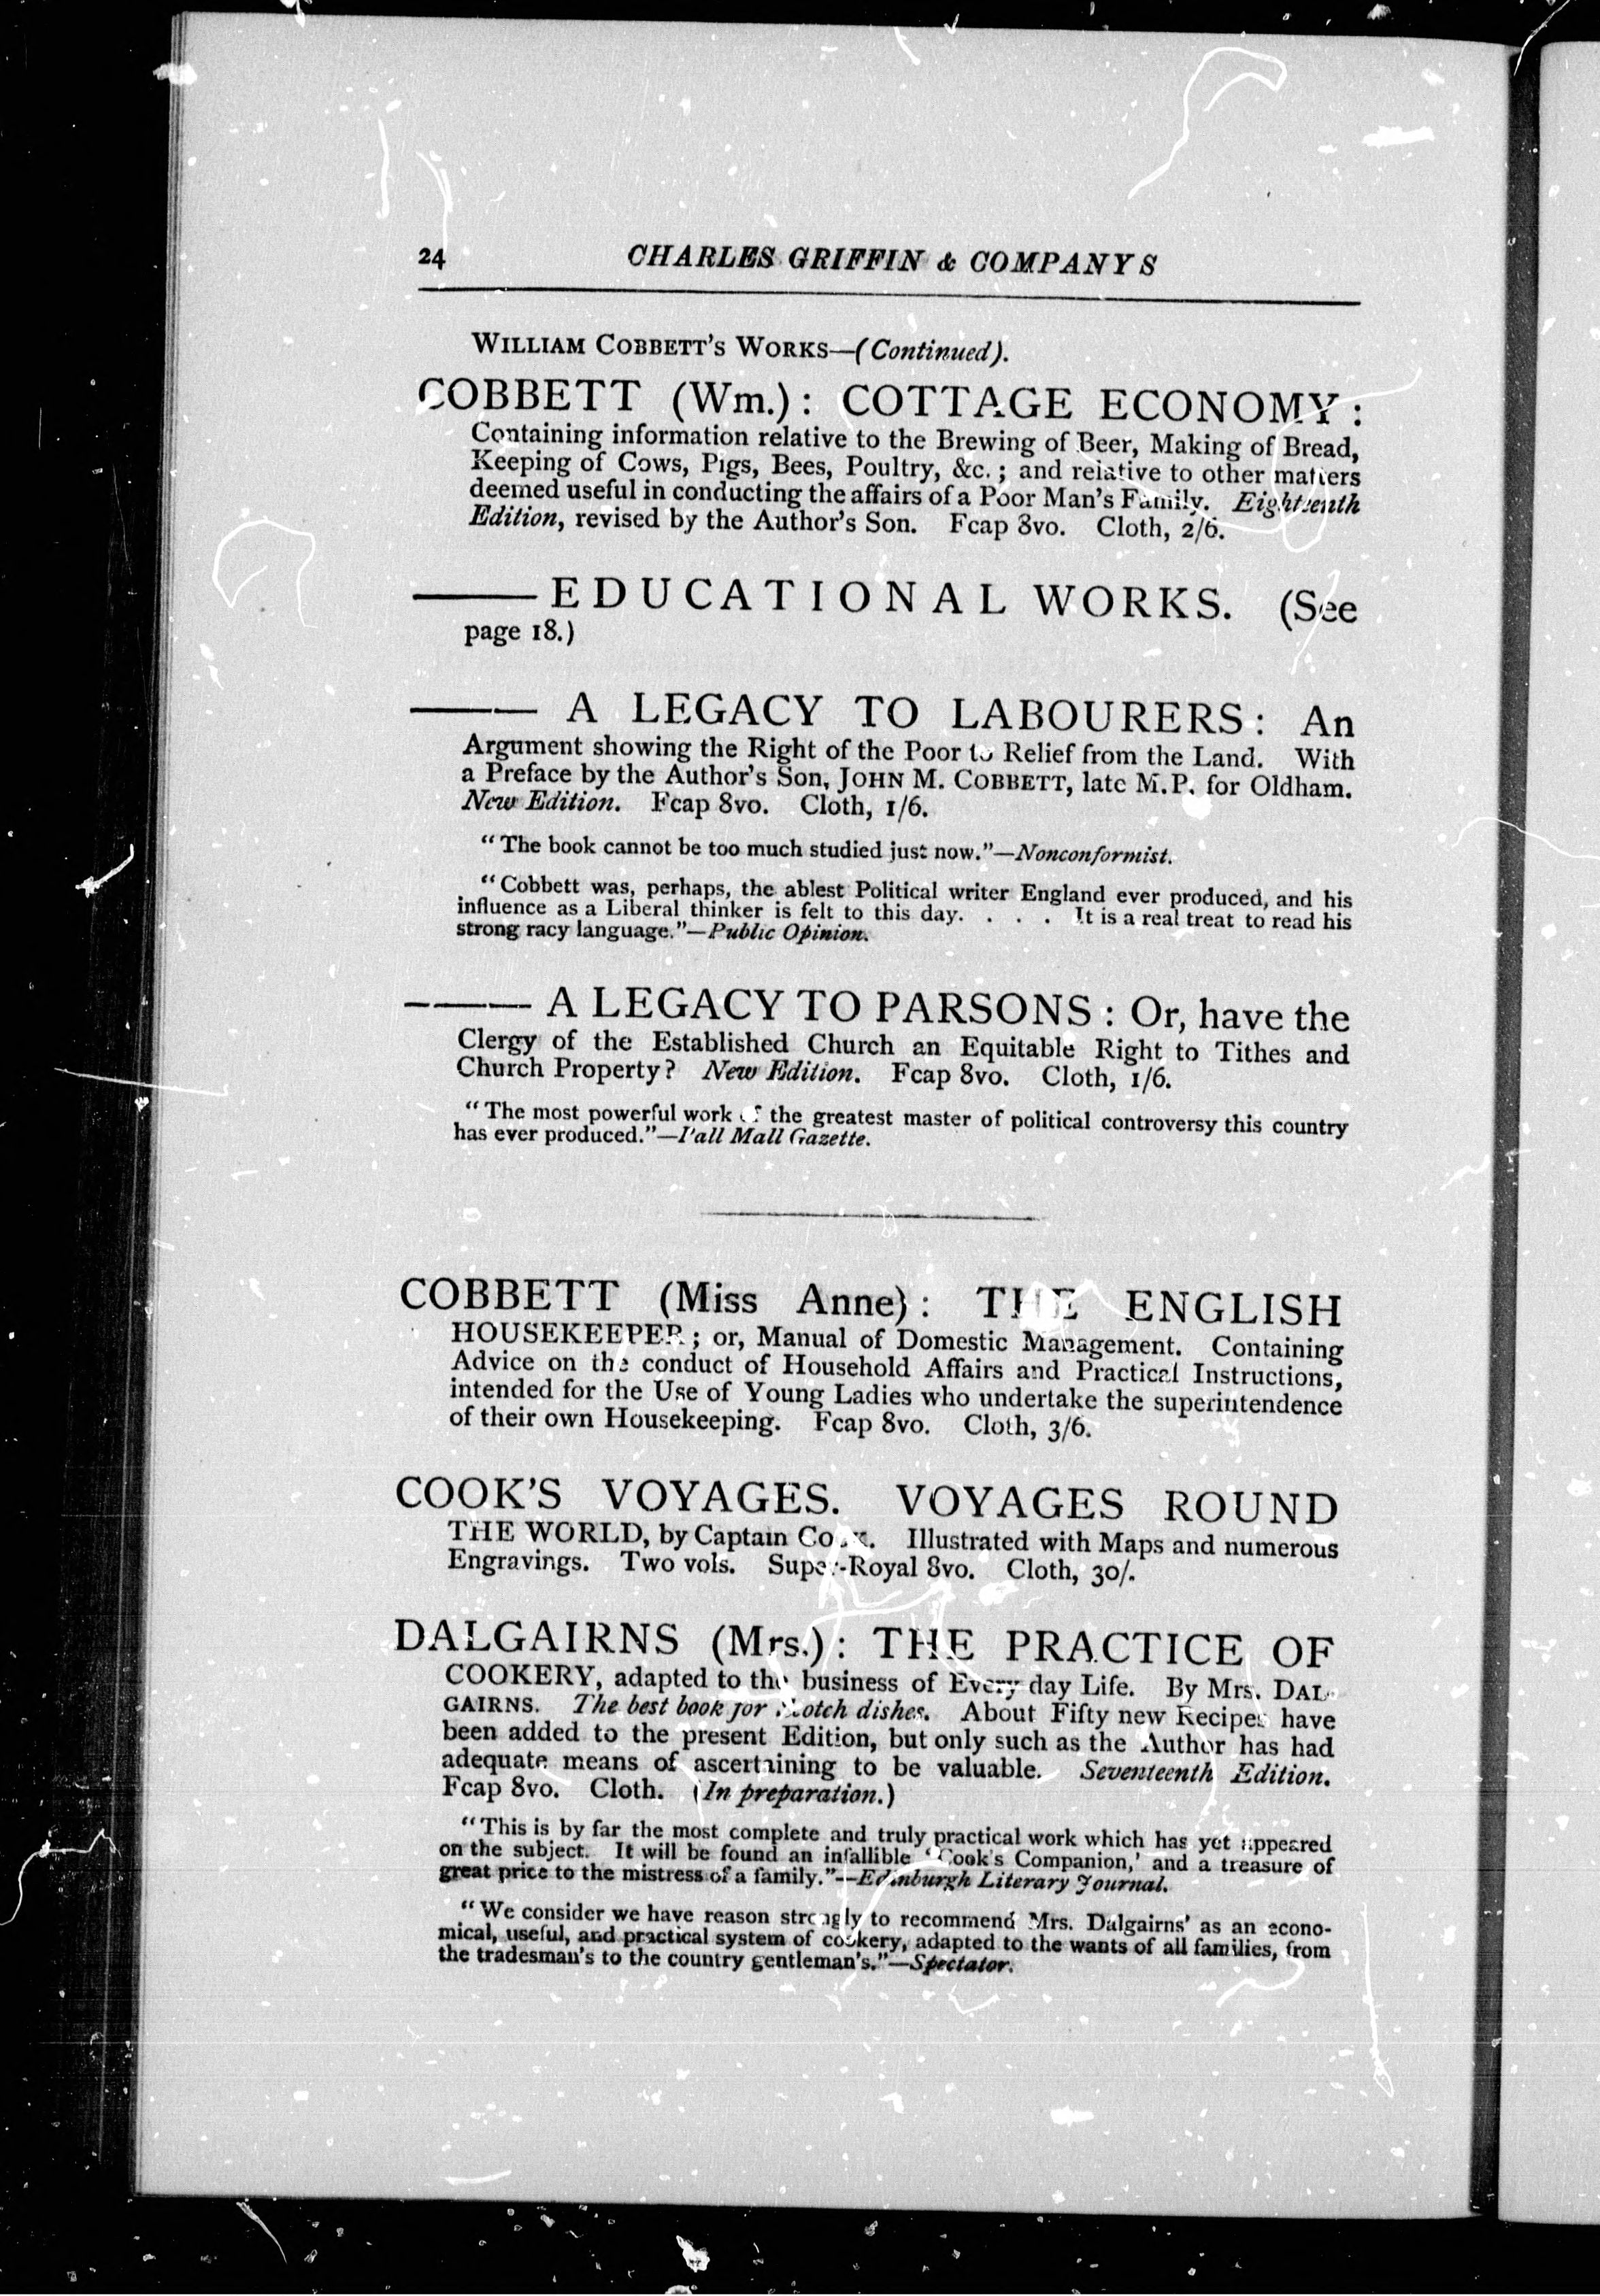 24 CHARLES GRIFFIN & COMPANYS
WILLIAM COBBETT'S WORKS—(Continued).
COBBETT (Wm.): COTTAGE ECONOMY:
Containing information relative to the Brewing of Beer, Making of Bread,
Keeping of Cows, Pigs, Bees, Poultry, &c.; and relative to other matters
deemed useful in conducting the affairs of a Poor Man's Family. Eighteenth
Edition, revised by the Author's Son. Fcap 8vo. Cloth, 2/6.
——— EDUCATIONAL WORKS. (See
page 18.)
——— A LEGACY TO LABOURERS: An
Argument showing the Right of the Poor to Relief from the Land. With
a Preface by the Author's Son, JOHN M. COBBETT, late M.P. for Oldham.
New Edition. Fcap 8vo. Cloth, 1/6.
"The book cannot be too much studied just now."—Nonconformist.
"Cobbett was, perhaps, the ablest Political writer England ever produced, and his
influence as a Liberal thinker is felt to this day. . . . It is a real treat to read his
strong racy language."—Public Opinion.
——— A LEGACY TO PARSONS: Or, have the
Clergy of the Established Church an Equitable Right to Tithes and
Church Property? New Edition. Fcap 8vo. Cloth, 1/6.
"The most powerful work of the greatest master of political controversy this country
has ever produced."—Pall Mall Gazette.
COBBETT (Miss Anne): THE ENGLISH
HOUSEKEEPER; or, Manual of Domestic Management. Containing
Advice on the conduct of Household Affairs and Practical Instructions,
intended for the Use of Young Ladies who undertake the superintendence
of their own Housekeeping. Fcap 8vo. Cloth, 3/6.
COOK'S VOYAGES. VOYAGES ROUND
THE WORLD, by Captain Cook. Illustrated with Maps and numerous
Engravings. Two vols. Super-Royal 8vo. Cloth, 30/.
DALGAIRNS (Mrs.): THE PRACTICE OF
COOKERY, adapted to the business of Every day Life. By Mrs. DAL-
GAIRNS. The best book for Scotch dishes. About Fifty new Recipes have
been added to the present Edition, but only such as the Author has had
adequate means of ascertaining to be valuable. Seventeenth Edition.
Fcap 8vo. Cloth. (In preparation.)
"This is by far the most complete and truly practical work which has yet appeared
on the subject. It will be found an infallible 'Cook's Companion,' and a treasure of
great price to the mistress of a family."—Edinburgh Literary Journal.
"We consider we have reason strongly to recommend Mrs. Dalgairns' as an econo-
mical, useful, and practical system of cookery, adapted to the wants of all families, from
the tradesman's to the country gentleman's."—Spectator.